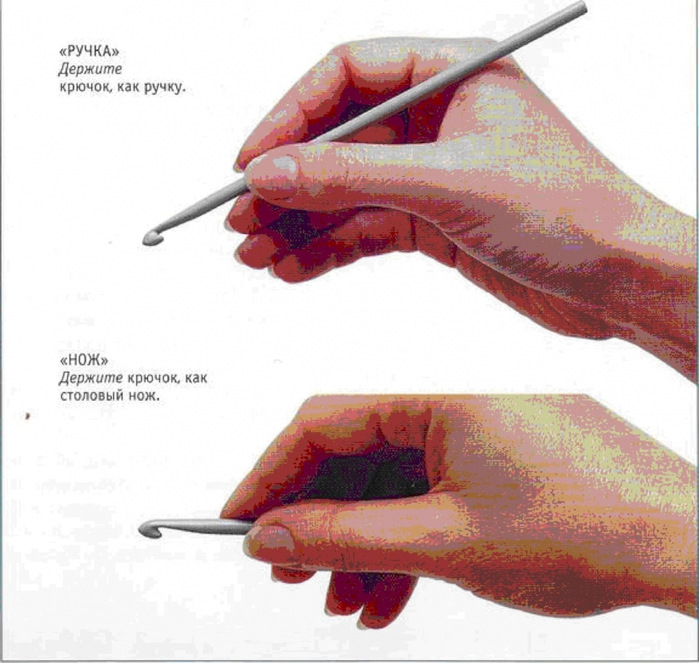 «РУЧКА»
Держите
крючок, как ручку.
«НОЖ»
Держите крючок, как
столовый нож.